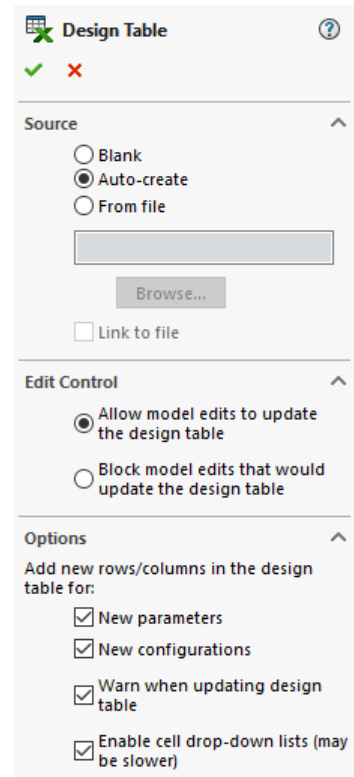 Design Table
Source
Blank
Auto-create
From file
Browse...
Link to file
Edit Control
Allow model edits to update
the design table
Block model edits that would
update the design table
Options
Add new rows/columns in the design
table for:
New parameters
New configurations
Warn when updating design
table
Enable cell drop-down lists (may
be slower)